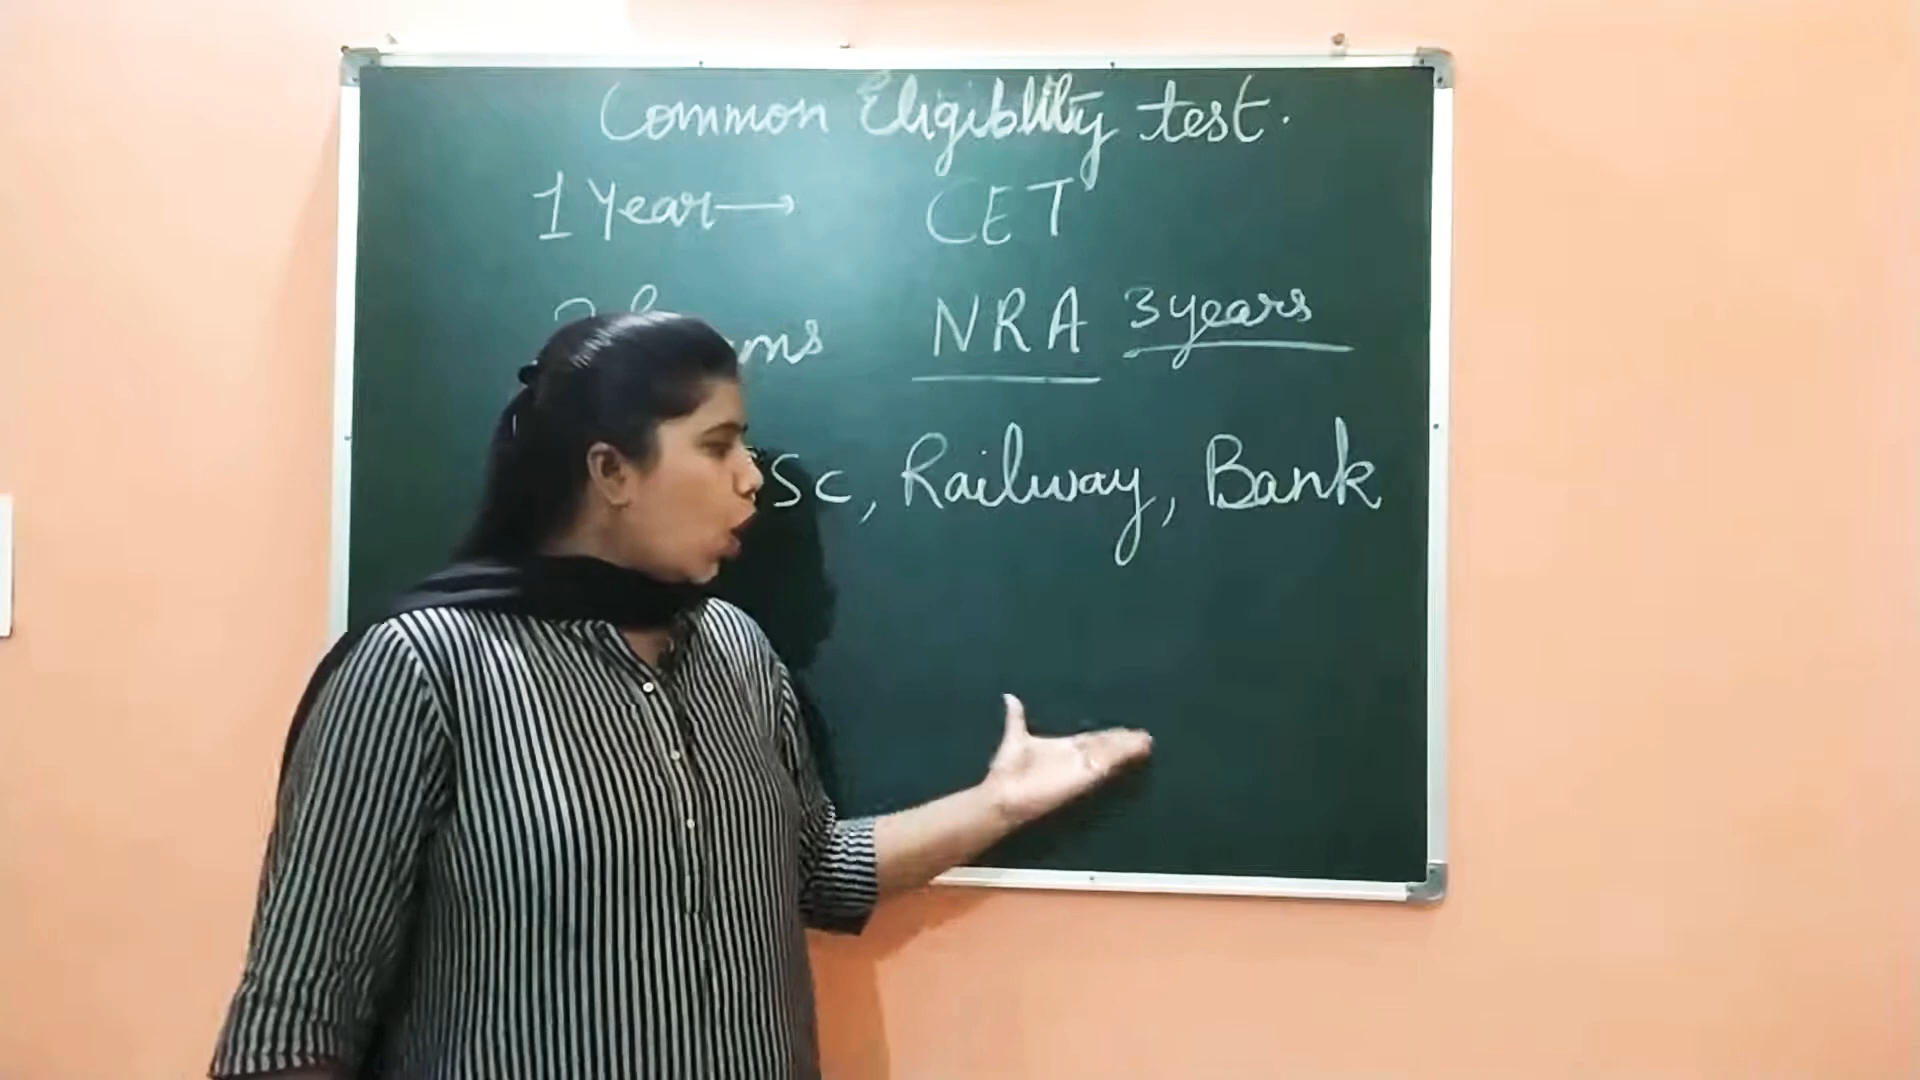 Common Eligiblity test.
1 Year → CET
NRA 3 years
Railway, Bank